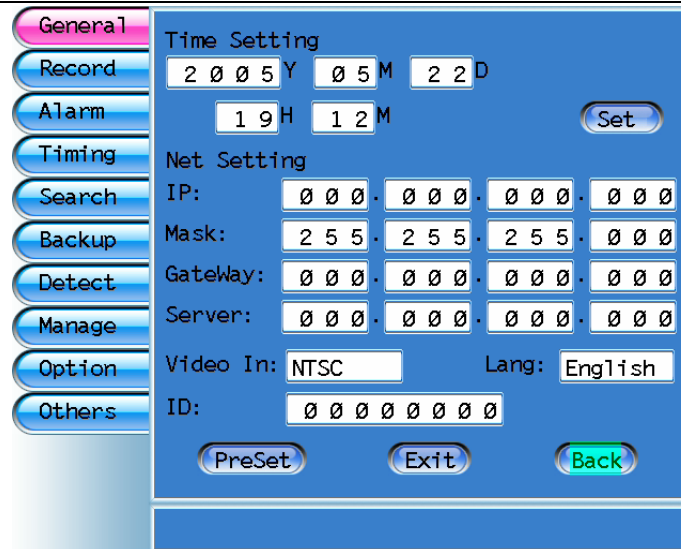 General
Record
Alarm
Timing
Search
Backup
Detect
Manage
Option
Others
Time Setting
2005Y 05M 22D
19H 12M Set
Net Setting
IP: 000.000.000.000
Mask: 255.255.255.000
GateWay: 000.000.000.000
Server: 000.000.000.000
Video In: NTSC Lang: English
ID: 00000000
PreSet Exit Back